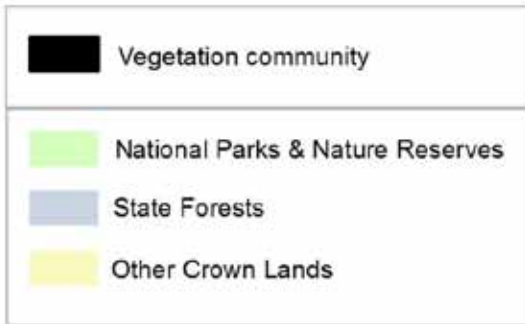 Vegetation community
National Parks & Nature Reserves
State Forests
Other Crown Lands